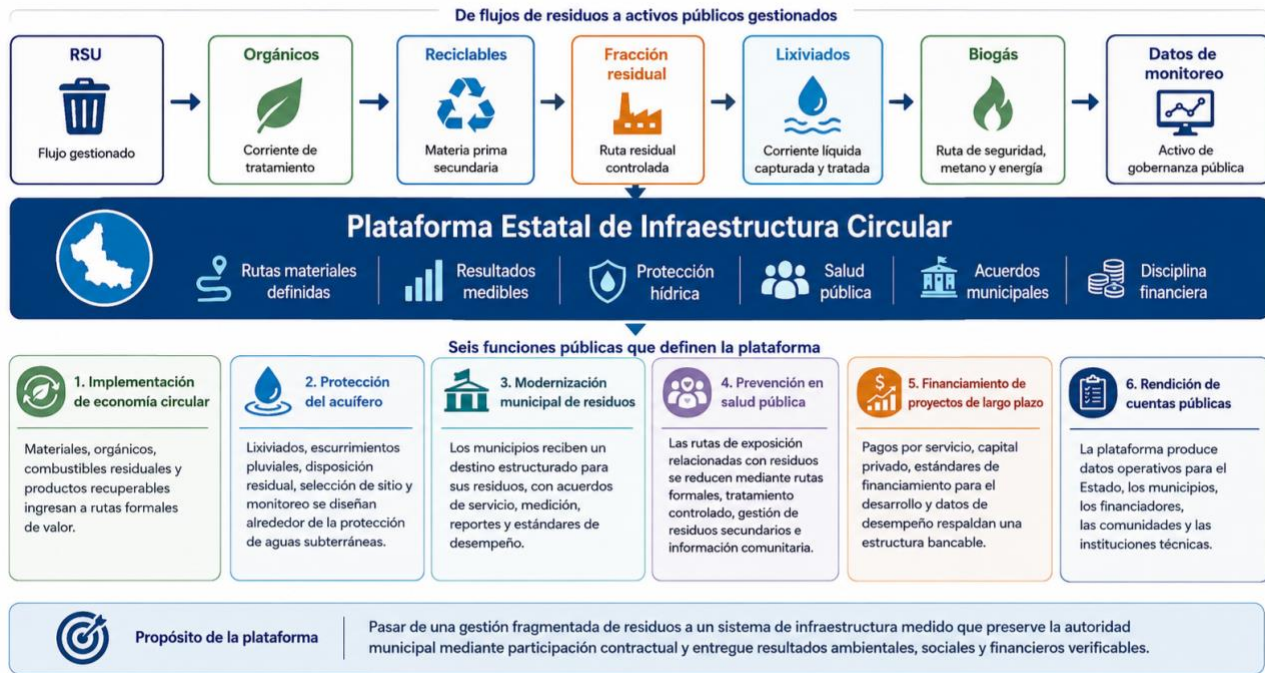 De flujos de residuos a activos públicos gestionados
RSU
Flujo gestionado
Orgánicos
Corriente de
tratamiento
Reciclables
Materia prima
secundaria
Fracción
residual
Ruta residual
controlada
Lixiviados
Corriente líquida
capturada y tratada
Biogás
Ruta de seguridad,
metano y energía
Datos de
monitoreo
Activo de
gobernanza pública
Plataforma Estatal de Infraestructura Circular
Rutas materiales
definidas
Resultados
medibles
Protección
hídrica
Salud
pública
Acuerdos
municipales
Disciplina
financiera
Seis funciones públicas que definen la plataforma
1. Implementación
de economía circular
Materiales, orgánicos,
combustibles residuales y
productos recuperables
ingresan a rutas formales
de valor.
2. Protección
del acuífero
Lixiviados, escurrimientos
pluviales, disposición
residual, selección de sitio y
monitoreo se diseñan
alrededor de la protección
de aguas subterráneas.
3. Modernización
municipal de residuos
Los municipios reciben un
destino estructurado para
sus residuos, con acuerdos
de servicio, medición,
reportes y estándares de
desempeño.
4. Prevención en
salud pública
Las rutas de exposición
relacionadas con residuos
se reducen mediante rutas
formales, tratamiento
controlado, gestión de
residuos secundarios e
información comunitaria.
5. Financiamiento de
proyectos de largo plazo
Pagos por servicio, capital
privado, estándares de
financiamiento para el
desarrollo y datos de
desempeño respaldan una
estructura bancable.
6. Rendición de
cuentas públicas
La plataforma produce
datos operativos para el
Estado, los municipios,
los financiadores,
las comunidades y las
instituciones técnicas.
Propósito de la plataforma
Pasar de una gestión fragmentada de residuos a un sistema de infraestructura medido que preserve la autoridad
municipal mediante participación contractual y entregue resultados ambientales, sociales y financieros verificables.